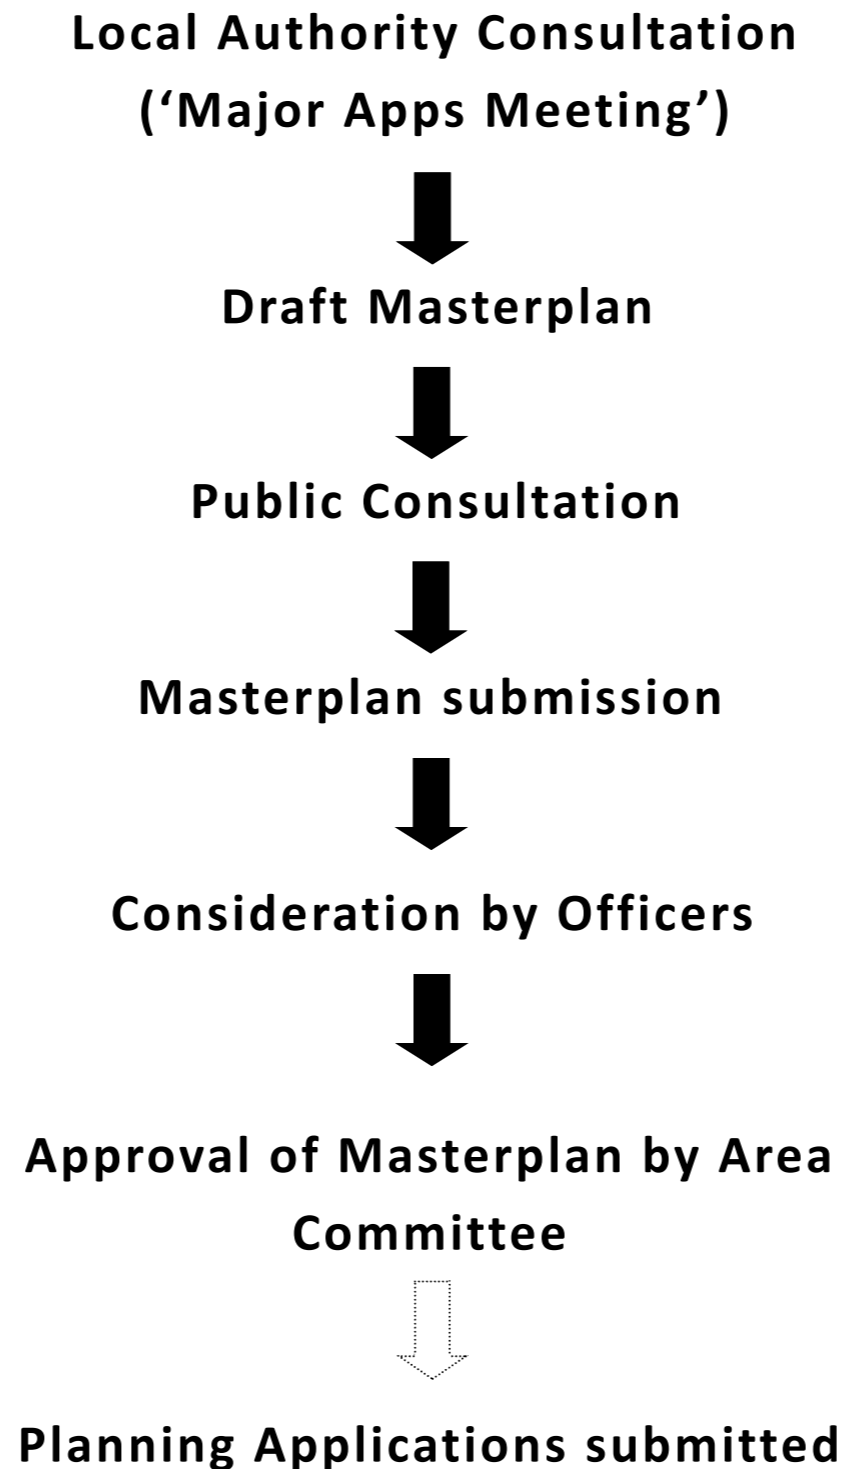 Local Authority Consultation
(‘Major Apps Meeting’)
Draft Masterplan
Public Consultation
Masterplan submission
Consideration by Officers
Approval of Masterplan by Area
Committee
Planning Applications submitted